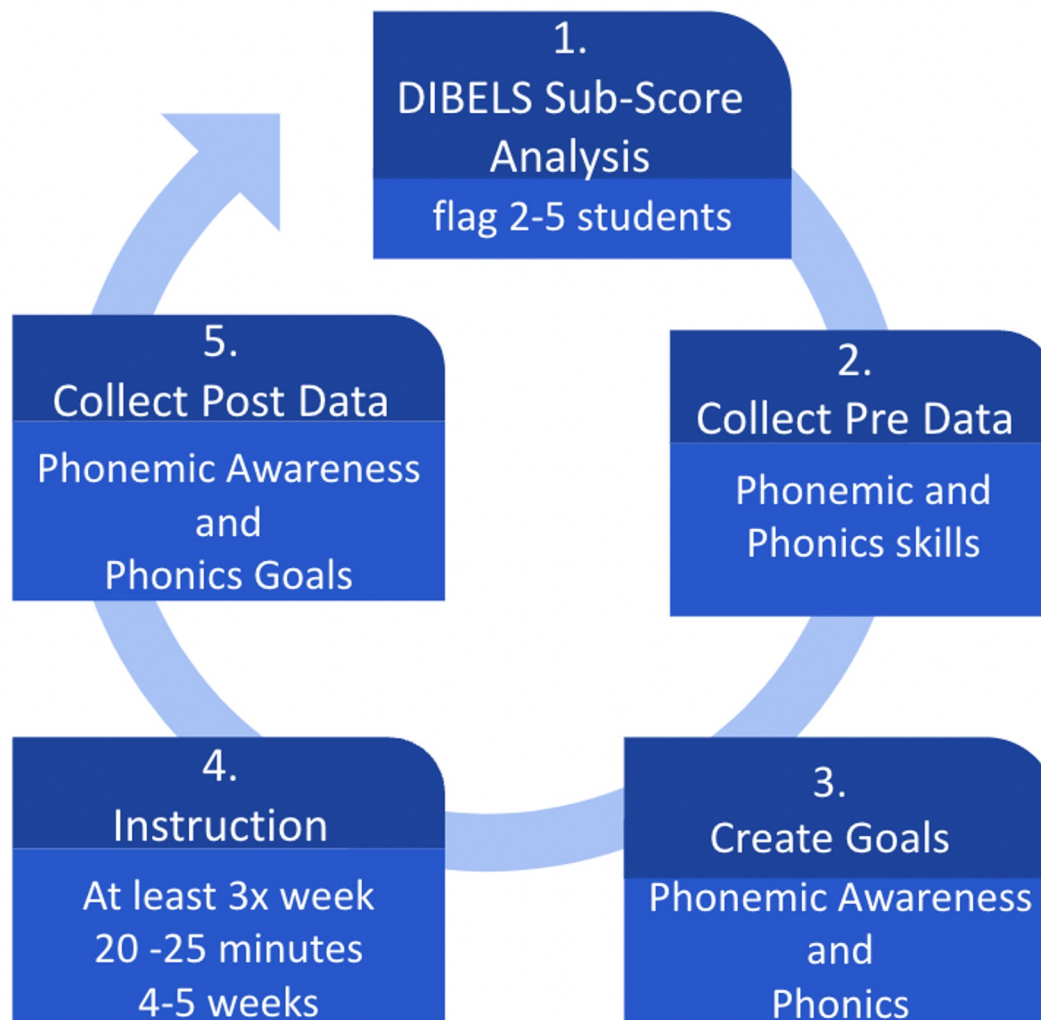 1.
DIBELS Sub-Score
Analysis
flag 2-5 students
2.
Collect Pre Data
Phonemic and
Phonics skills
3.
Create Goals
Phonemic Awareness
and
Phonics
4.
Instruction
At least 3x week
20 -25 minutes
4-5 weeks
5.
Collect Post Data
Phonemic Awareness
and
Phonics Goals